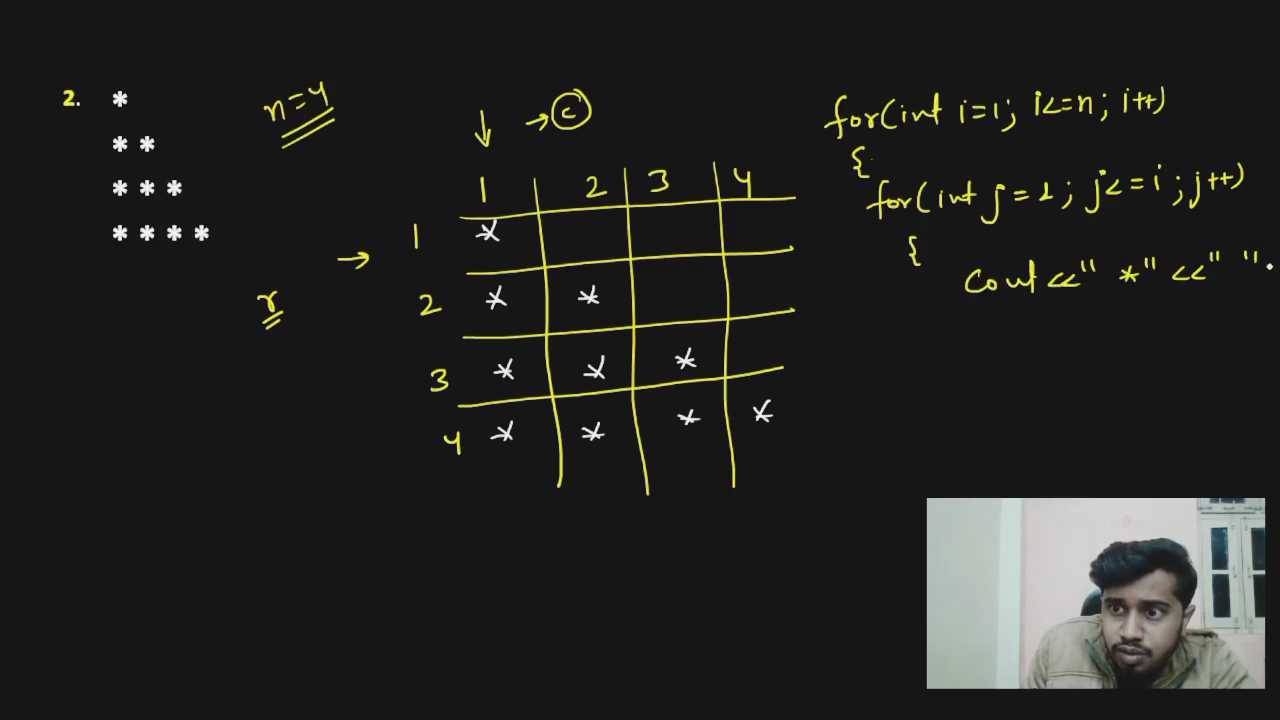 2. *
* *
* * *
* * * *
n=4
↓ → C
1 2 3 4
1 *
→
2 * *
r
3 * * *
4 * * * *
for(int i=1; i<=n; i++)
{
for(int j=1; j<=i; j++)
{
cout<<" *" <<" ".